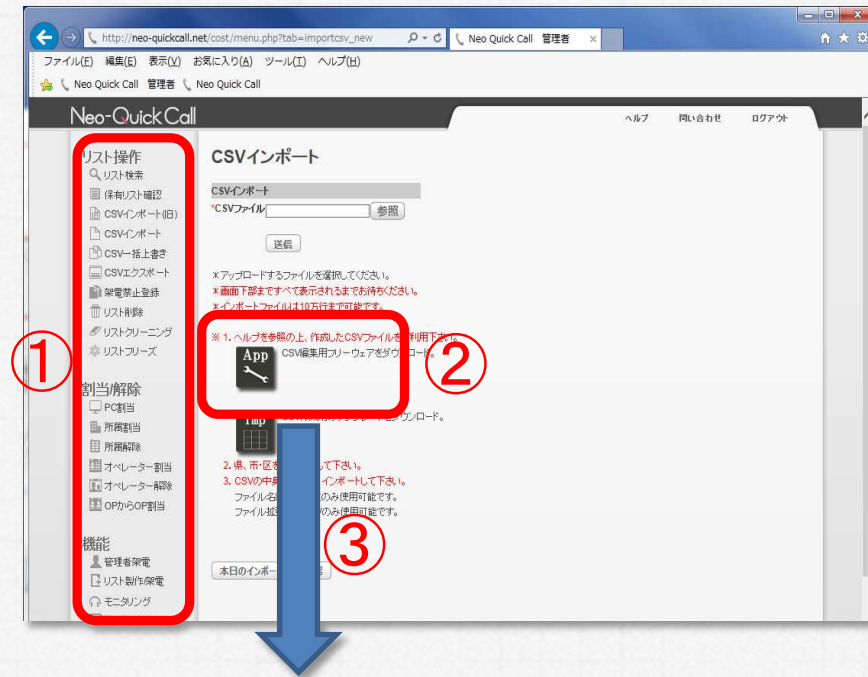 http://neo-quickcall.net/cost/menu.php?tab=importcsv_new
Neo Quick Call 管理者
ファイル(F) 編集(E) 表示(V) お気に入り(A) ツール(T) ヘルプ(H)
Neo Quick Call 管理者 Neo Quick Call
Neo-QuickCall
ヘルプ 問い合わせ ログアウト
リスト操作
リスト検索
保有リスト確認
CSVインポート(旧)
CSVインポート
CSV一括上書き
CSVエクスポート
架電禁止登録
リスト削除
リストクリーニング
リストフリーズ
割当/解除
PC割当
所属割当
所属解除
オペレーター割当
オペレーター解除
OPからOP割当
機能
管理者架電
リスト製作/架電
モニタリング
①
CSVインポート
CSVインポート
*CSVファイル 参照
送信
*アップロードするファイルを選択してください。
*画面下部まですべて表示されるまでお待ちください。
*インポートファイルは10万行まで可能です。
※ 1. ヘルプを参照の上、作成したCSVファイルを 利用下さい。
App
CSV編集用フリーウェアをダウンロード。
②
Tmp
ダウンロード。
2. 県、市・区を して下さい。
3. CSVの中身 インポートして下さい。
ファイル名 のみ使用可能です。
ファイル拡 のみ使用可能です。
③
本日のインポー